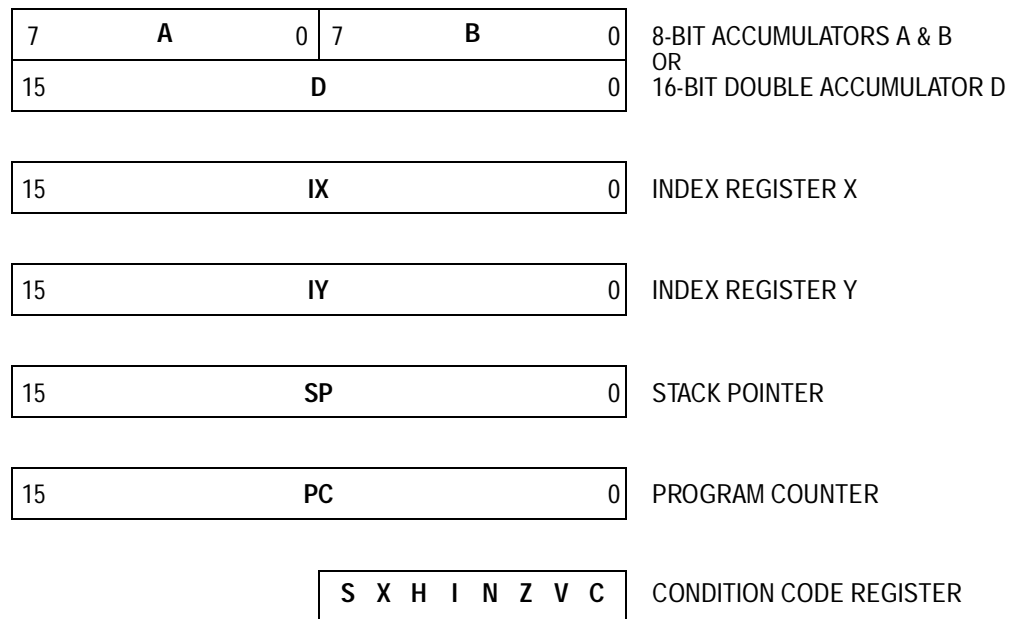 7 A 0 7 B 0 8-BIT ACCUMULATORS A & B
OR
15 D 0 16-BIT DOUBLE ACCUMULATOR D
15 IX 0 INDEX REGISTER X
15 IY 0 INDEX REGISTER Y
15 SP 0 STACK POINTER
15 PC 0 PROGRAM COUNTER
S X H I N Z V C CONDITION CODE REGISTER